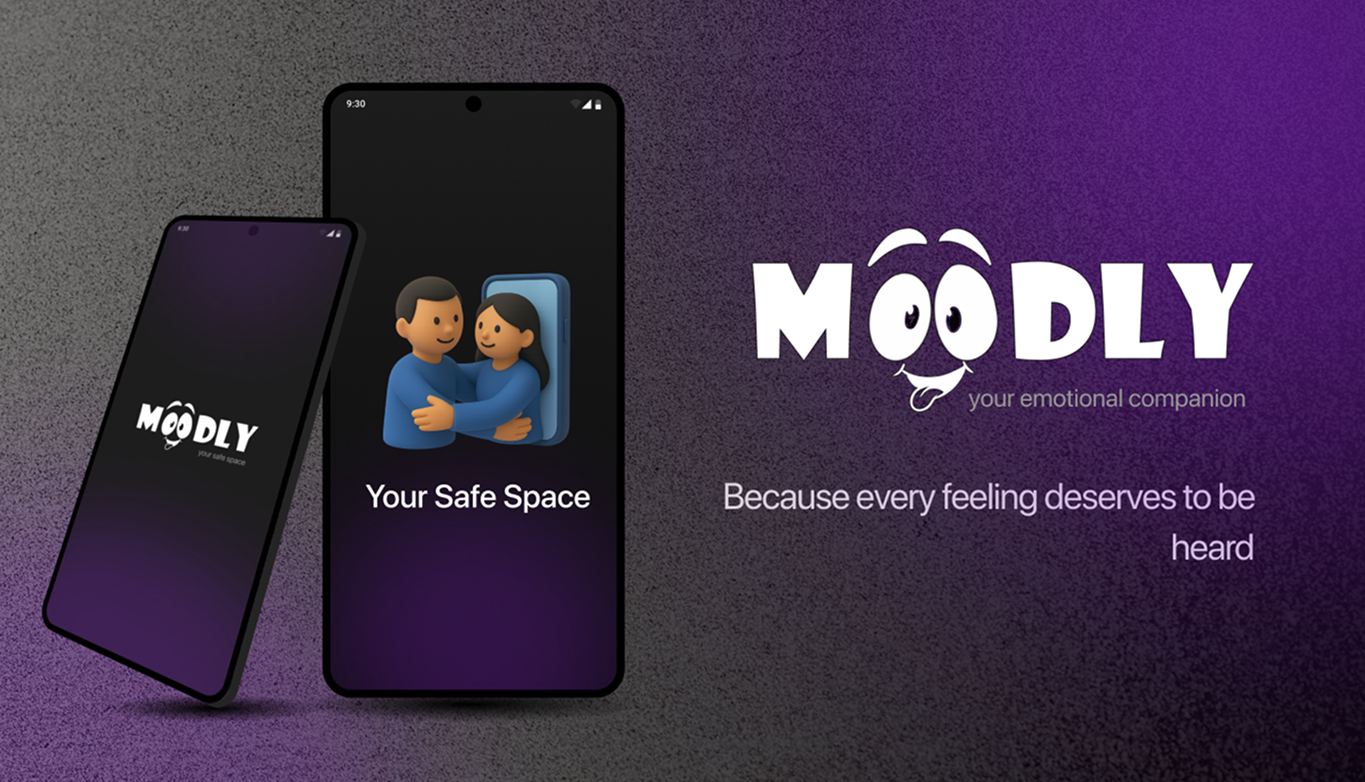 9:30
MOODLY
your safe space
9:30
Your Safe Space
MOODLY
your emotional companion
Because every feeling deserves to be
heard